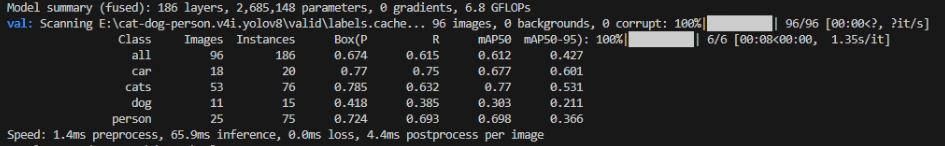 Model summary (fused): 186 layers, 2,685,148 parameters, 0 gradients, 6.8 GFLOPs
val: Scanning E:\cat-dog-person.v4i.yolov8\valid\labels.cache... 96 images, 0 backgrounds, 0 corrupt: 100%|██████████| 96/96 [00:00<?, ?it/s]
Class Images Instances Box(P R mAP50 mAP50-95): 100%|██████████| 6/6 [00:08<00:00, 1.35s/it]
all 96 186 0.674 0.615 0.612 0.427
car 18 20 0.77 0.75 0.677 0.601
cats 53 76 0.785 0.632 0.77 0.531
dog 11 15 0.418 0.385 0.303 0.211
person 25 75 0.724 0.693 0.698 0.366
Speed: 1.4ms preprocess, 65.9ms inference, 0.0ms loss, 4.4ms postprocess per image